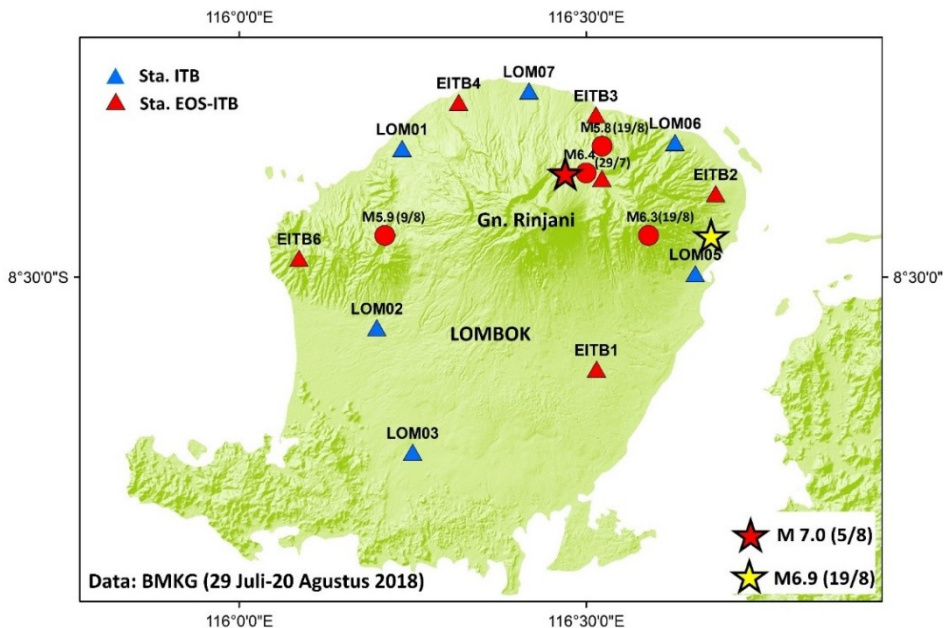 116°0'0"E
116°30'0"E
Sta. ITB
Sta. EOS-ITB
LOM07
EITB4
EITB3
M5.8(19/8)
LOM06
LOM01
M6.4
(29/7)
EITB2
Gn. Rinjani
M5.9(9/8)
M6.3(19/8)
EITB6
LOM05
8°30'0"S
8°30'0"
LOM02
LOMBOK
EITB1
LOM03
M 7.0 (5/8)
M6.9 (19/8)
Data: BMKG (29 Juli-20 Agustus 2018)
116°0'0"E
116°30'0"E